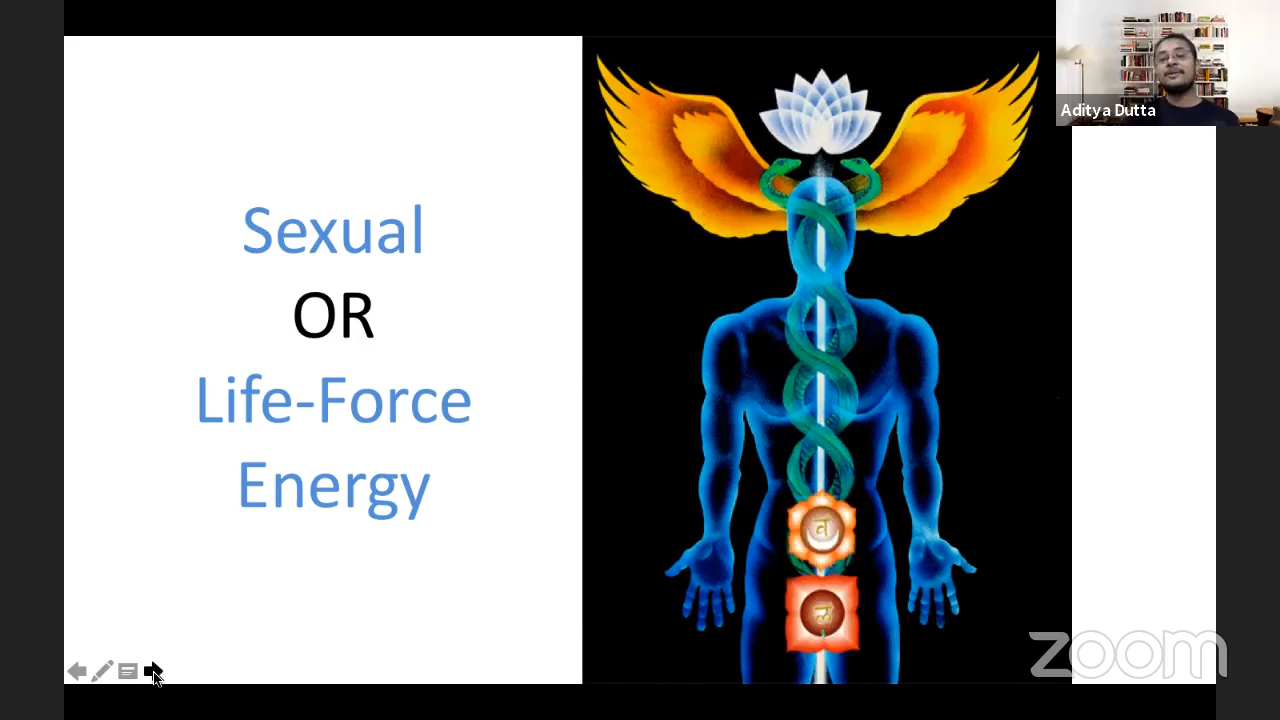 Sexual
OR
Life-Force
Energy
Aditya Dutta
व
लं
zoom